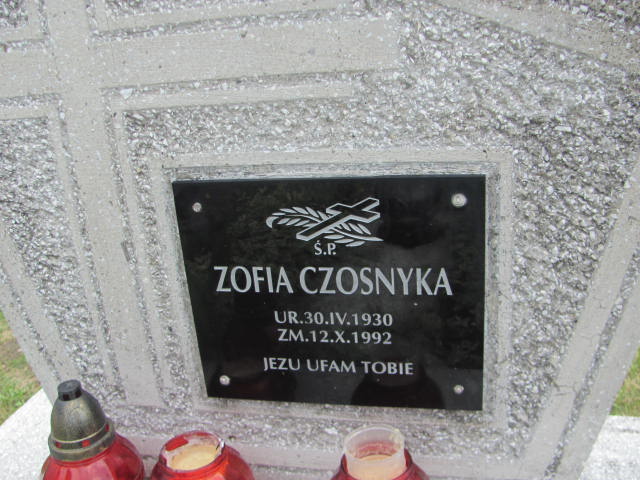 Ś.P.
ZOFIA CZOSNYKA
UR.30.IV.1930
ZM.12.X.1992
JEZU UFAM TOBIE